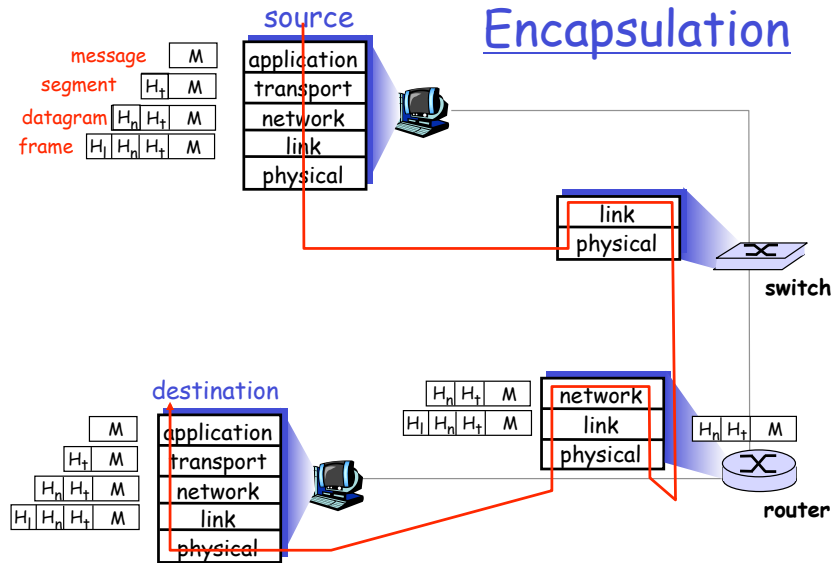 source
Encapsulation
message M
application
segment Hₜ M
transport
datagram Hₙ Hₜ M
network
frame Hₗ Hₙ Hₜ M
link
physical
link
physical
switch
destination
Hₙ Hₜ M
network
Hₗ Hₙ Hₜ M
link
Hₙ Hₜ M
physical
router
M
application
Hₜ M
transport
Hₙ Hₜ M
network
Hₗ Hₙ Hₜ M
link
physical